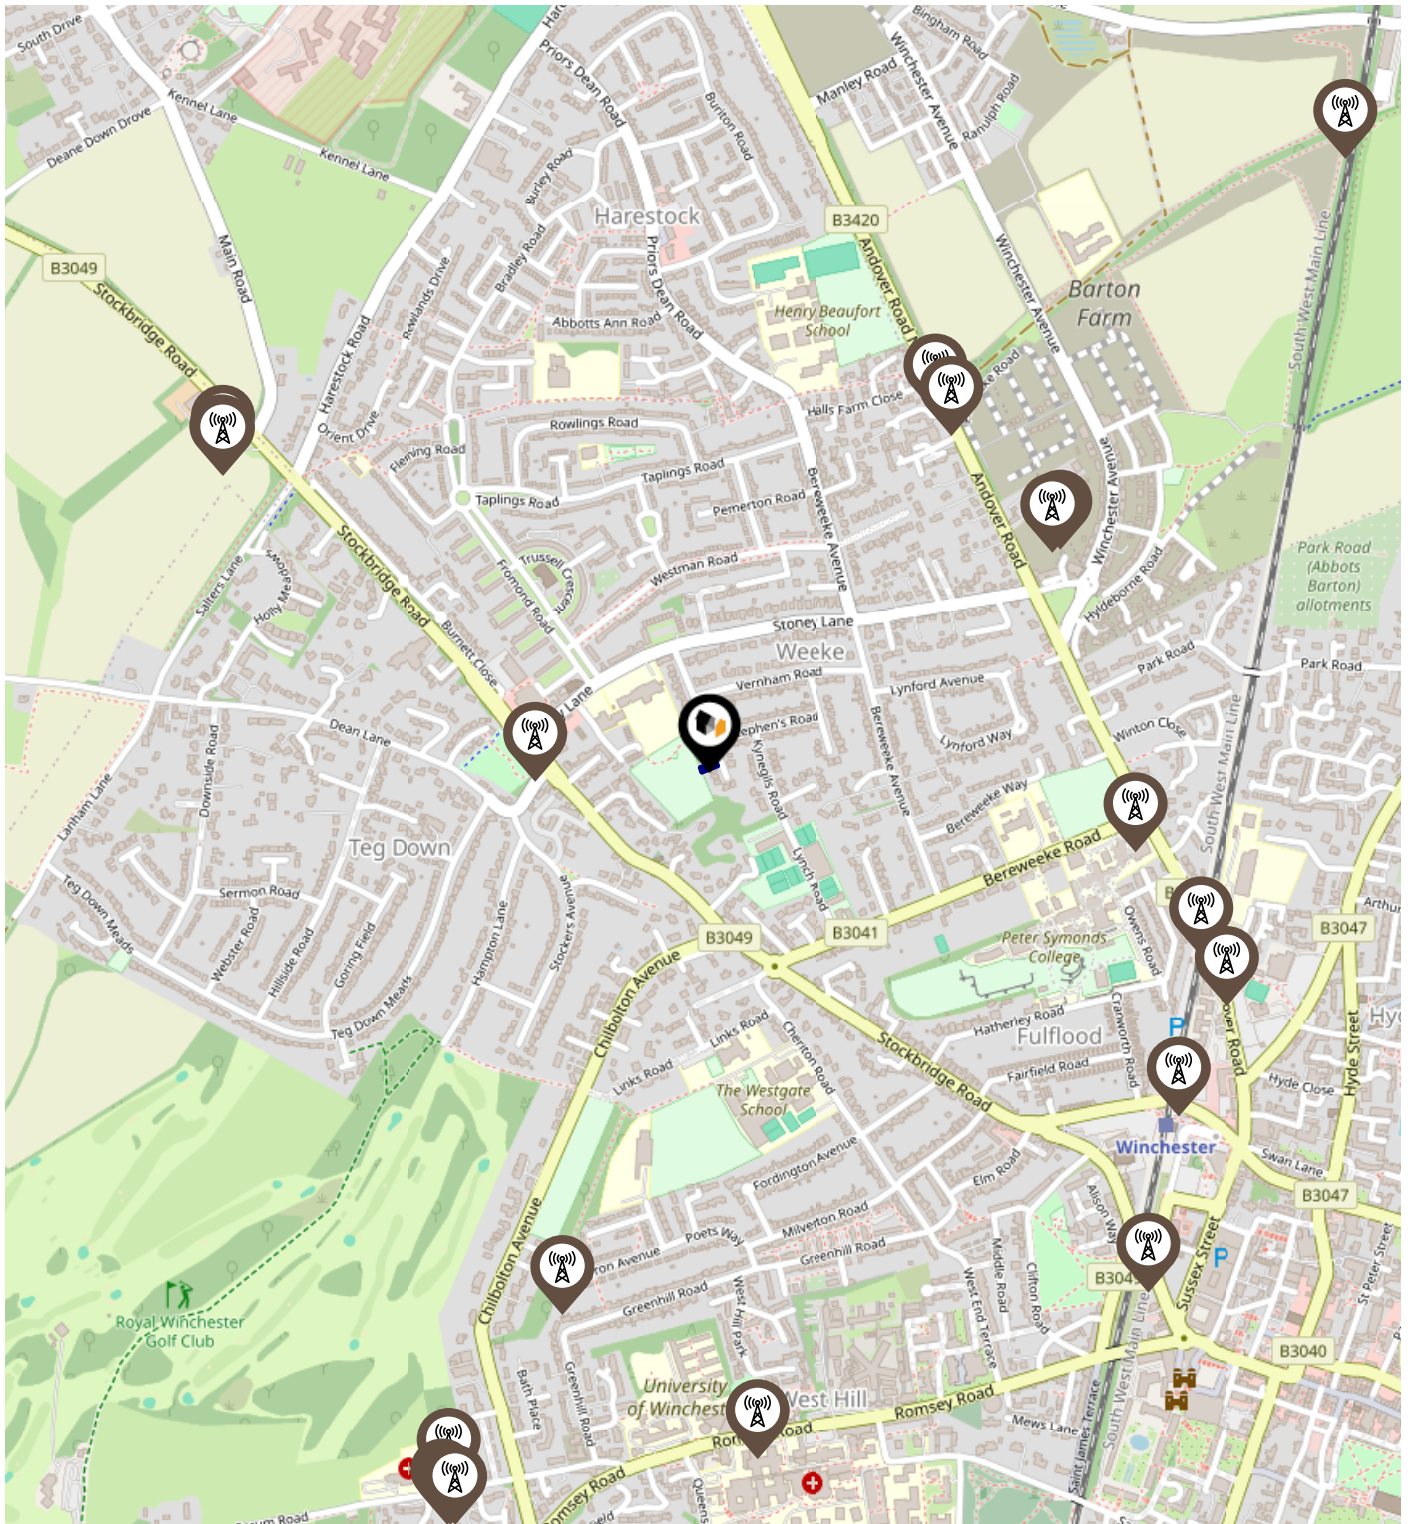 South Drive
Kennel Lane
Deane Down Drove
Kennel Lane
Main Road
B3049
Stockbridge Road
Priors Dean Road
Burley Road
Buriton Road
Harestock
Bradley Road
Priors Dean Road
Rowlands Drive
Abbotts Ann Road
Harestock Road
Orient Drive
Bingham Road
Winchester Avenue
Manley Road
Ranulph Road
B3420
Andover Road
Winchester Avenue
Henry Beaufort
School
Barton
Farm
South West Main Line
Halls Farm Close
Rowlings Road
Fleming Road
Taplings Road
Taplings Road
Pemerton Road
Bereweeke Avenue
Andover Road
Winchester Avenue
Park Road
(Abbots
Barton)
allotments
Stockbridge Road
Fromond Road
Trussell Crescent
Westman Road
Salters Lane
Holly Meadows
Burnett Close
Stoney Lane
Weeke
Hyldeborne Road
Park Road
Park Road
Vernham Road
Lynford Avenue
Lynford Way
Winton Close
Dean Lane
Downside Road
Lanham Lane
Kynegils Road
Bereweeke Avenue
Bereweeke Way
South West Main Line
Teg Down
Lynch Road
Bereweeke Road
Teg Down Meads
Sermon Road
Webster Road
Hillside Road
Goring Field
Teg Down Meads
Hampton Lane
Stockers Avenue
B3049
B3041
Owens Road
Peter Symonds
College
B3047
Chilbolton Avenue
Links Road
Links Road
Cheriton Road
Hatherley Road
Fulflood
Cranworth Road
P
Fairfield Road
Stockbridge Road
Hyde Close
Hyde Street
The Westgate
School
Fordington Avenue
Elm Road
Winchester
Swan Lane
B3047
Chilbolton Avenue
Milverton Road
Poets Way
Greenhill Road
Greenhill Road
Alison Way
Middle Road
Clifton Road
Sussex Street
P
St Peter Street
Royal Winchester
Golf Club
West Hill Park
West End Terrace
B3040
Bath Place
Greenhill Road
University
West Hill
Romsey Road
Mews Lane
Saint James Terrace
South West Main Line